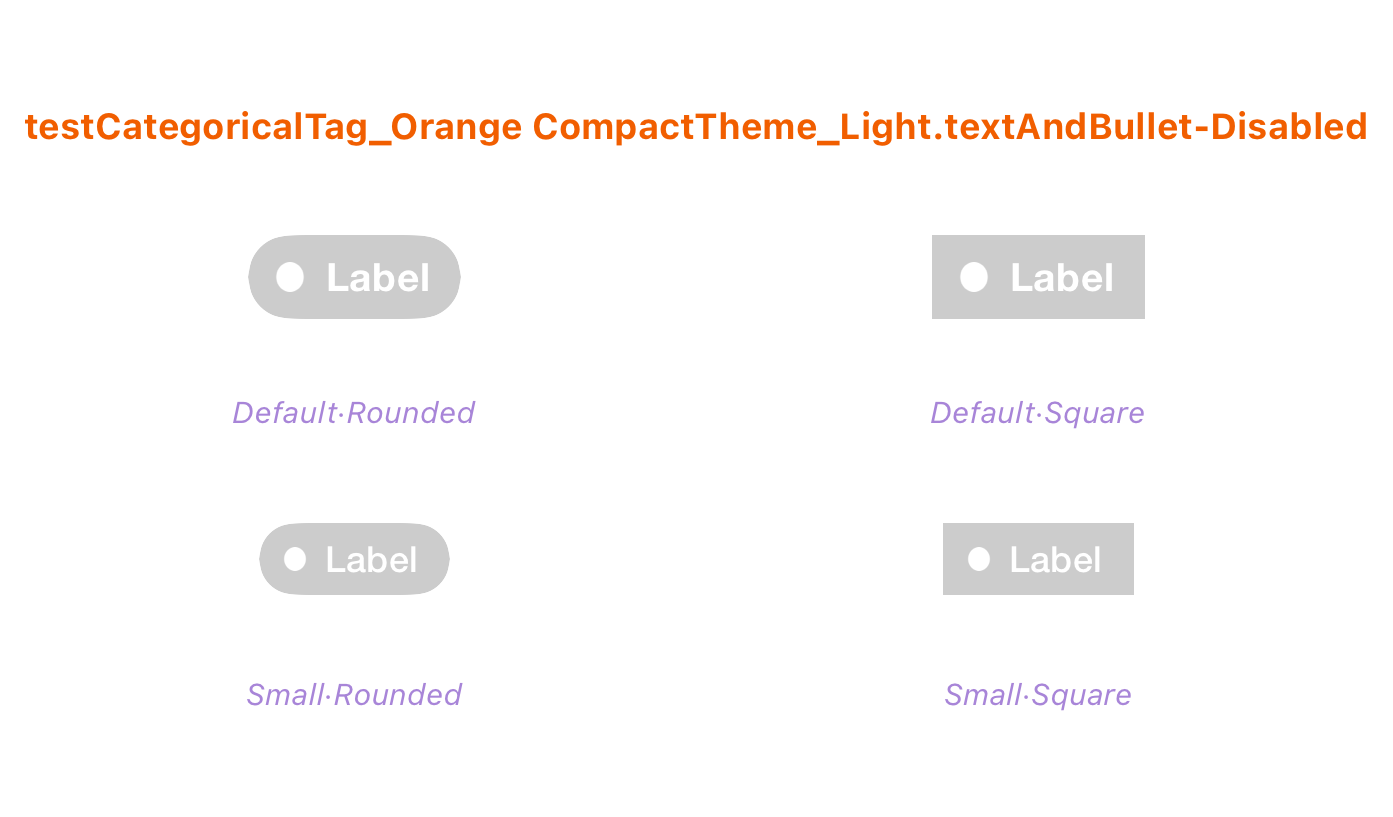 testCategoricalTag_Orange CompactTheme_Light.textAndBullet-Disabled
Label
Label
Default·Rounded
Default·Square
Label
Label
Small·Rounded
Small·Square